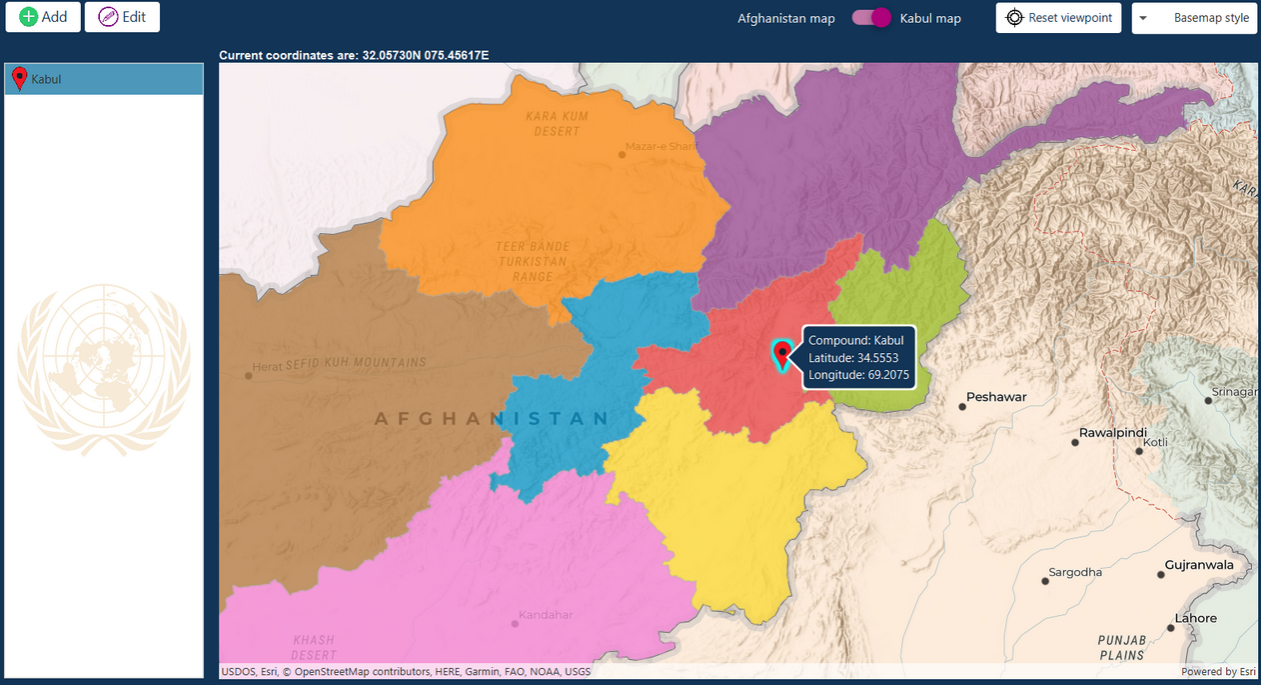 Add
Edit
Afghanistan map
Kabul map
Reset viewpoint
Basemap style
Current coordinates are: 32.05730N 075.45617E
Kabul
KARA KUM
DESERT
Mazar-e Sharif
KAR
TEER BANDE
TURKISTAN
RANGE
Compound: Kabul
Latitude: 34.5553
Longitude: 69.2075
Herat
SEFID KUH MOUNTAINS
Srinagar
Peshawar
AFGHANISTAN
Rawalpindi
Kotli
Gujranwala
Sargodha
Kandahar
Lahore
KHASH
DESERT
PUNJAB
PLAINS
USDOS, Esri, © OpenStreetMap contributors, HERE, Garmin, FAO, NOAA, USGS
Powered by Esri